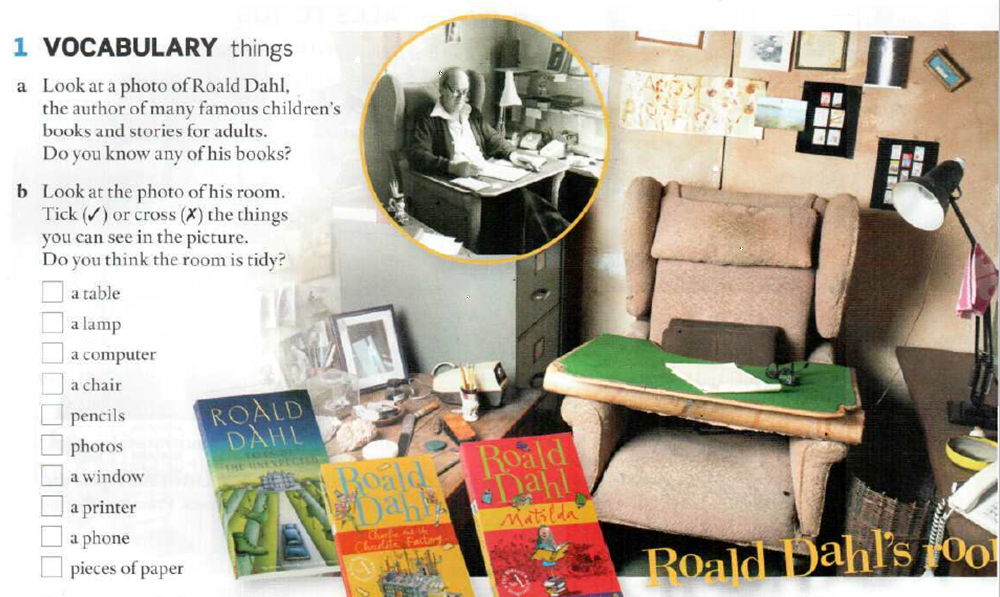 1 VOCABULARY things
a Look at a photo of Roald Dahl,
the author of many famous children's
books and stories for adults.
Do you know any of his books?
b Look at the photo of his room.
Tick (✓) or cross (✗) the things
you can see in the picture.
Do you think the room is tidy?
a table
a lamp
a computer
a chair
pencils
photos
a window
a printer
a phone
pieces of paper
ROALD
DAHL
TALES OF
THE UNEXPECTED
Roald
Dahl
Charlie and the
Chocolate Factory
Roald
Dahl
Matilda
Roald Dahl's roo